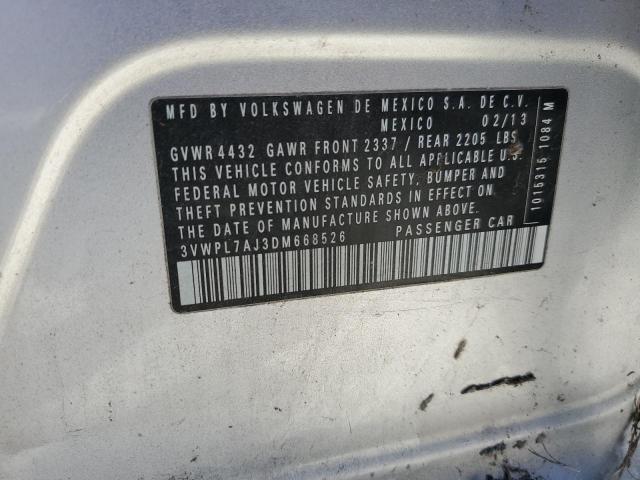 MFD BY VOLKSWAGEN DE MEXICO S.A. DE C.V.
MEXICO 02/13
GVWR 4432 GAWR FRONT 2337 / REAR 2205 LBS
THIS VEHICLE CONFORMS TO ALL APPLICABLE U.S.
FEDERAL MOTOR VEHICLE SAFETY, BUMPER AND
THEFT PREVENTION STANDARDS IN EFFECT ON
THE DATE OF MANUFACTURE SHOWN ABOVE.
3VWPL7AJ3DM668526 PASSENGER CAR
1015315 1084 M